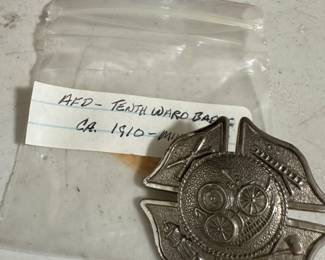 AFD - TENTH WARD BADGE
CA. 1910 -